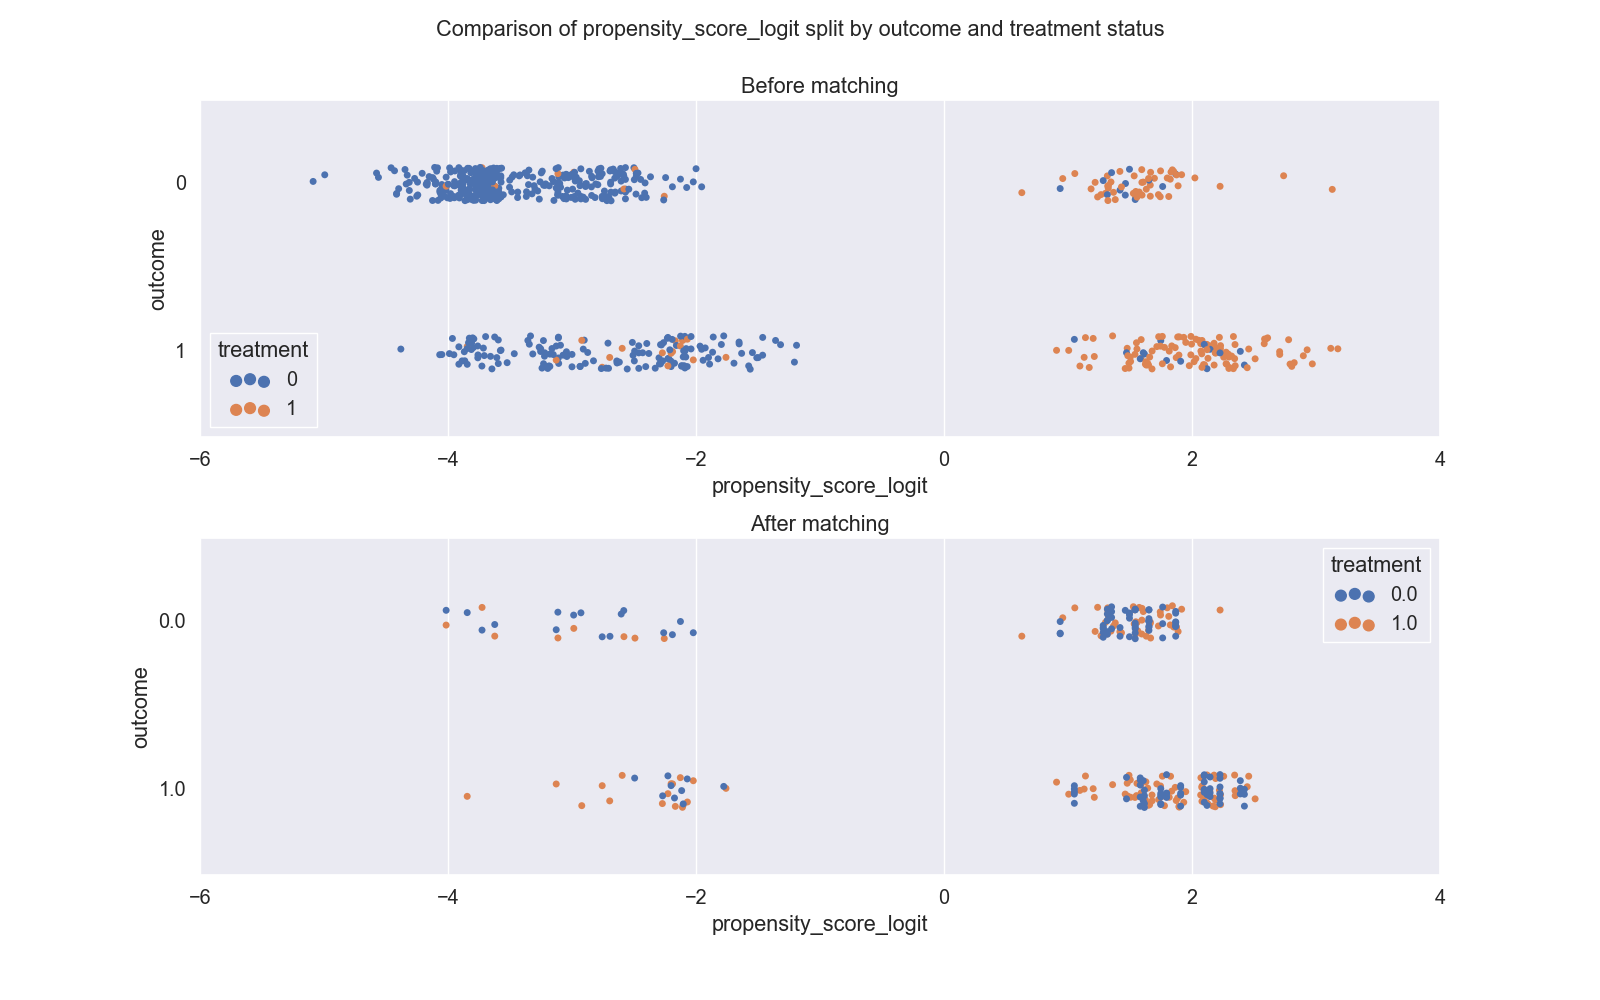 Comparison of propensity_score_logit split by outcome and treatment status
Before matching
outcome
0
1
treatment
0
1
−6 −4 −2 0 2 4
propensity_score_logit
After matching
outcome
0.0
1.0
treatment
0.0
1.0
−6 −4 −2 0 2 4
propensity_score_logit